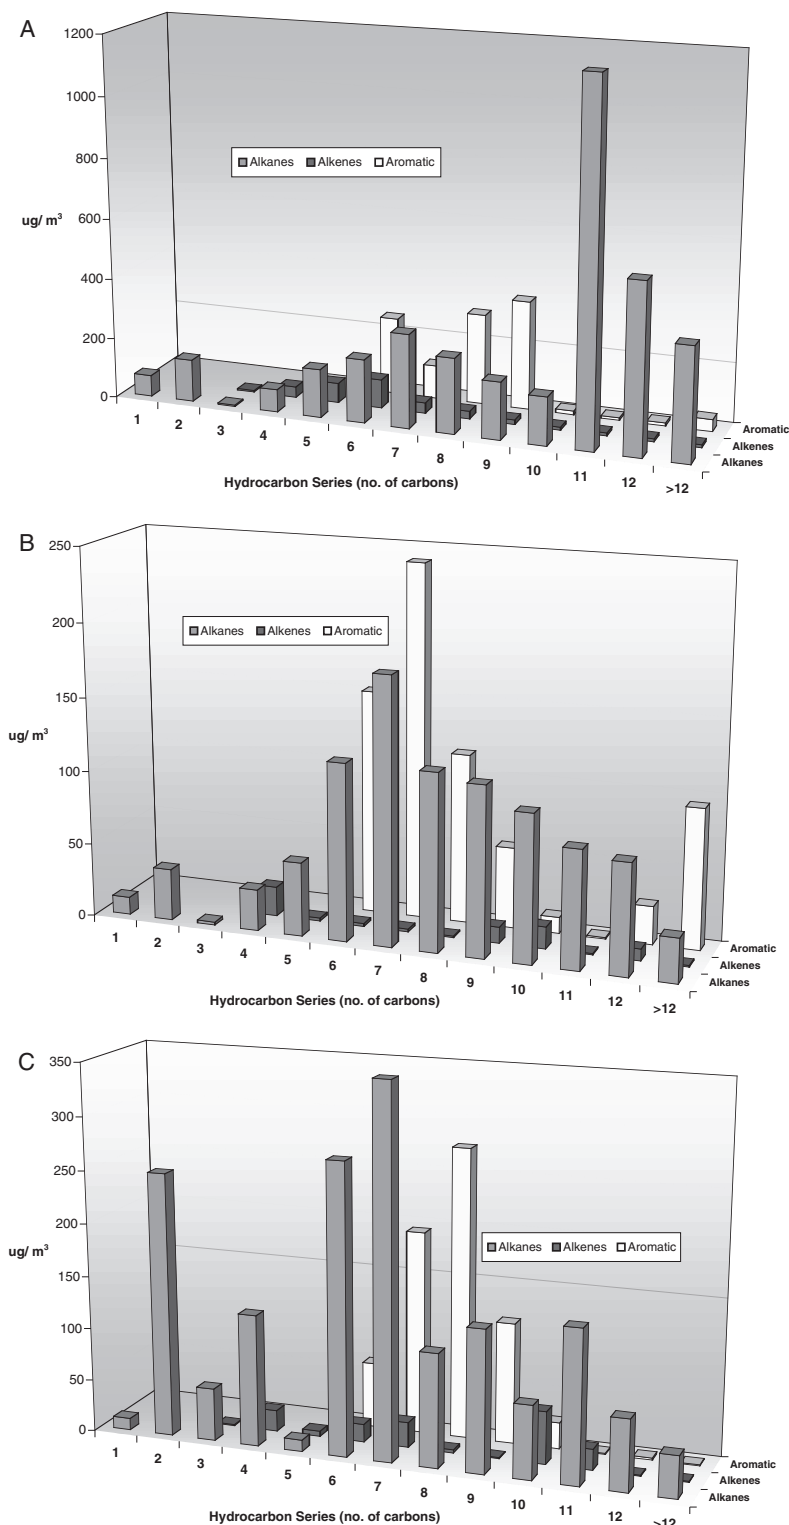 A
1200
1000
800
600
400
200
0
ug/ m³
Alkanes Alkenes Aromatic
1 2 3 4 5 6 7 8 9 10 11 12 >12
Aromatic
Alkenes
Alkanes
Hydrocarbon Series (no. of carbons)
B
250
200
150
100
50
0
ug/ m³
Alkanes Alkenes Aromatic
1 2 3 4 5 6 7 8 9 10 11 12 >12
Aromatic
Alkenes
Alkanes
Hydrocarbon Series (no. of carbons)
C
350
300
250
200
150
100
50
0
ug/ m³
Alkanes Alkenes Aromatic
1 2 3 4 5 6 7 8 9 10 11 12 >12
Aromatic
Alkenes
Alkanes
Hydrocarbon Series (no. of carbons)